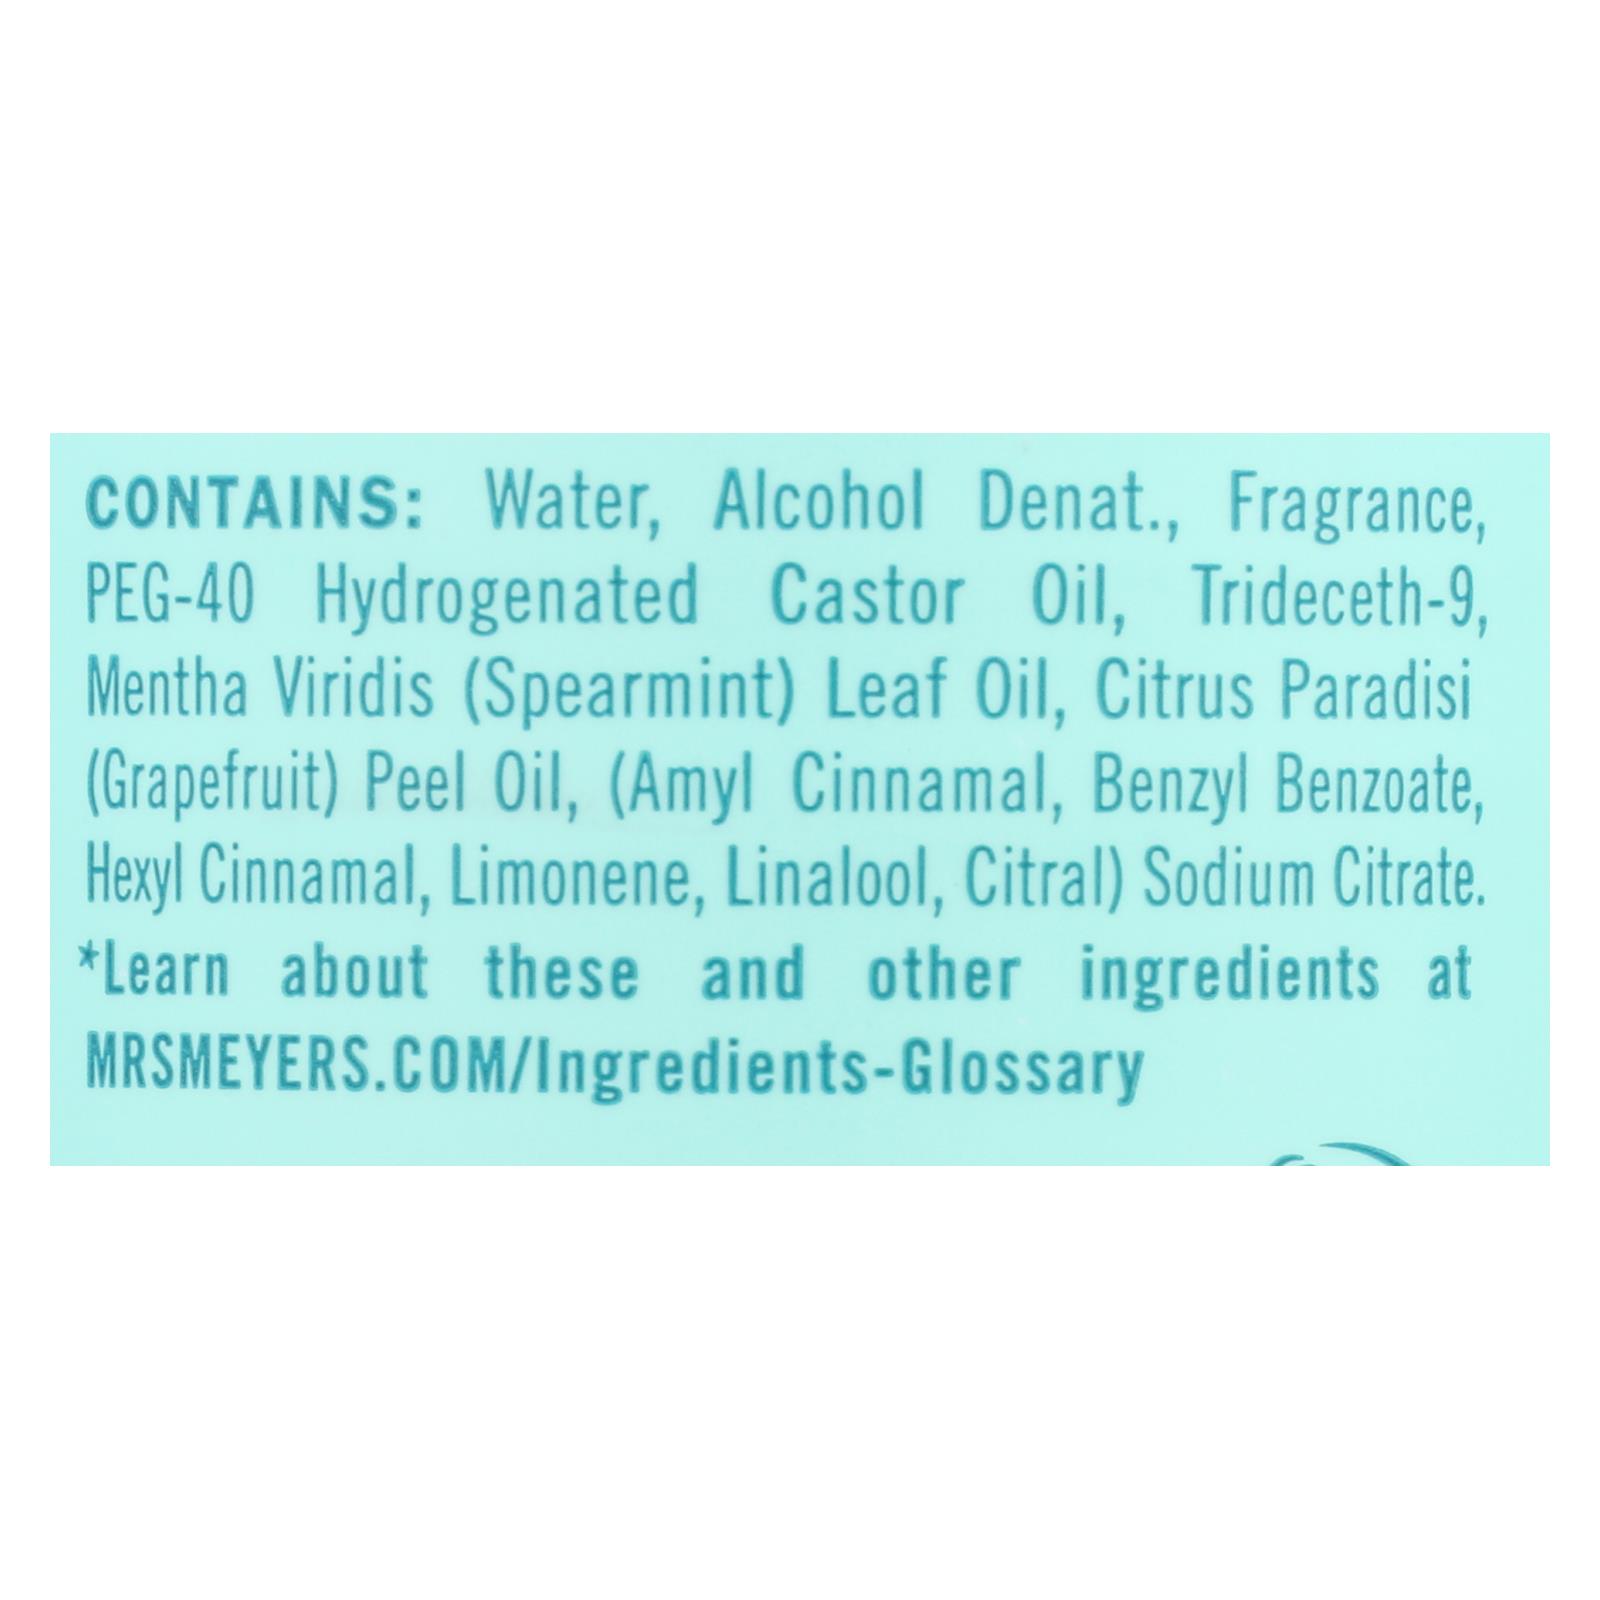 CONTAINS: Water, Alcohol Denat., Fragrance,
PEG-40 Hydrogenated Castor Oil, Trideceth-9,
Mentha Viridis (Spearmint) Leaf Oil, Citrus Paradisi
(Grapefruit) Peel Oil, (Amyl Cinnamal, Benzyl Benzoate,
Hexyl Cinnamal, Limonene, Linalool, Citral) Sodium Citrate.
*Learn about these and other ingredients at
MRSMEYERS.COM/Ingredients-Glossary